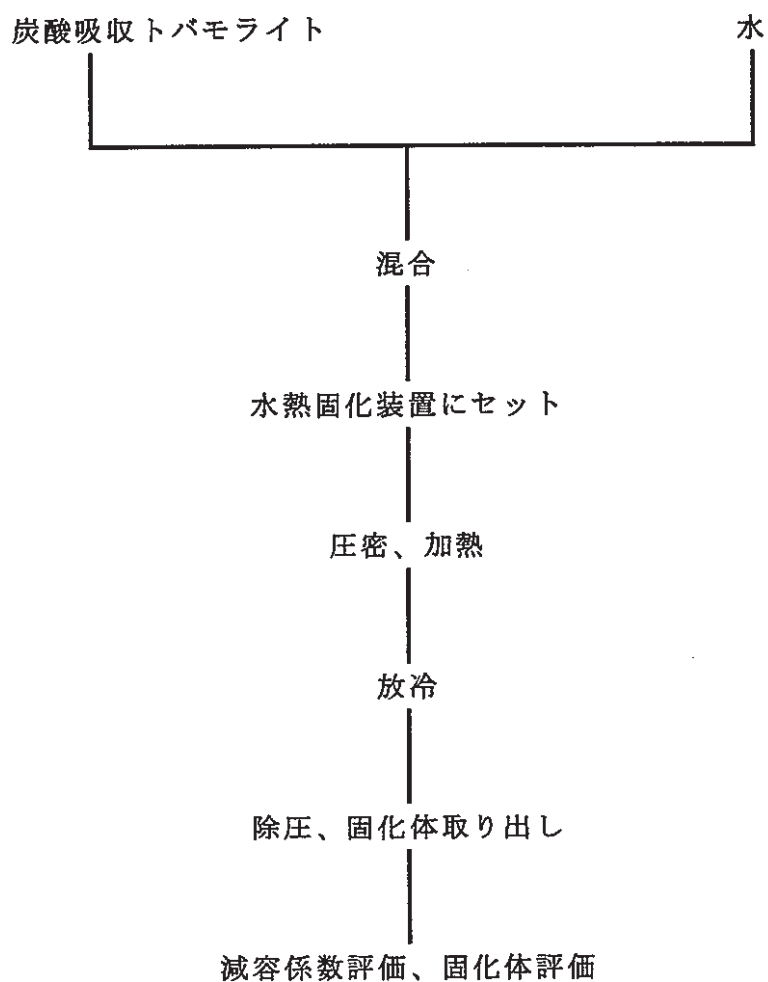 炭酸吸収トバモライト
水
混合
水熱固化装置にセット
圧密、加熱
放冷
除圧、固化体取り出し
減容係数評価、固化体評価